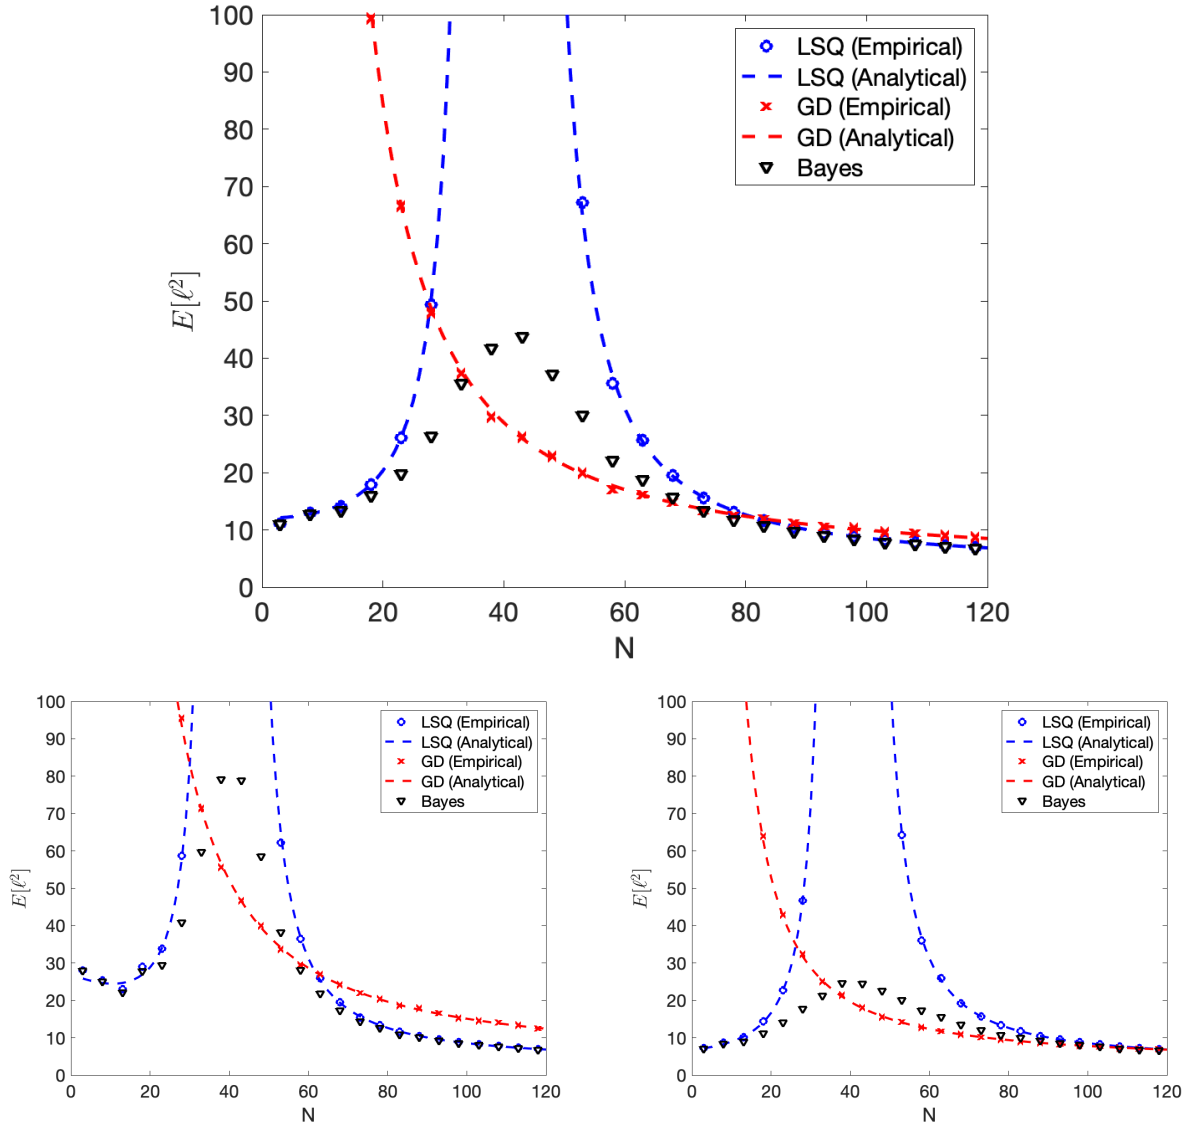 100
90
80
70
60
50
40
30
20
10
0
E[ℓ²]
0 20 40 60 80 100 120
N
LSQ (Empirical)
LSQ (Analytical)
GD (Empirical)
GD (Analytical)
Bayes
100
90
80
70
60
50
40
30
20
10
0
E[ℓ²]
0 20 40 60 80 100 120
N
LSQ (Empirical)
LSQ (Analytical)
GD (Empirical)
GD (Analytical)
Bayes
100
90
80
70
60
50
40
30
20
10
0
E[ℓ²]
0 20 40 60 80 100 120
N
LSQ (Empirical)
LSQ (Analytical)
GD (Empirical)
GD (Analytical)
Bayes